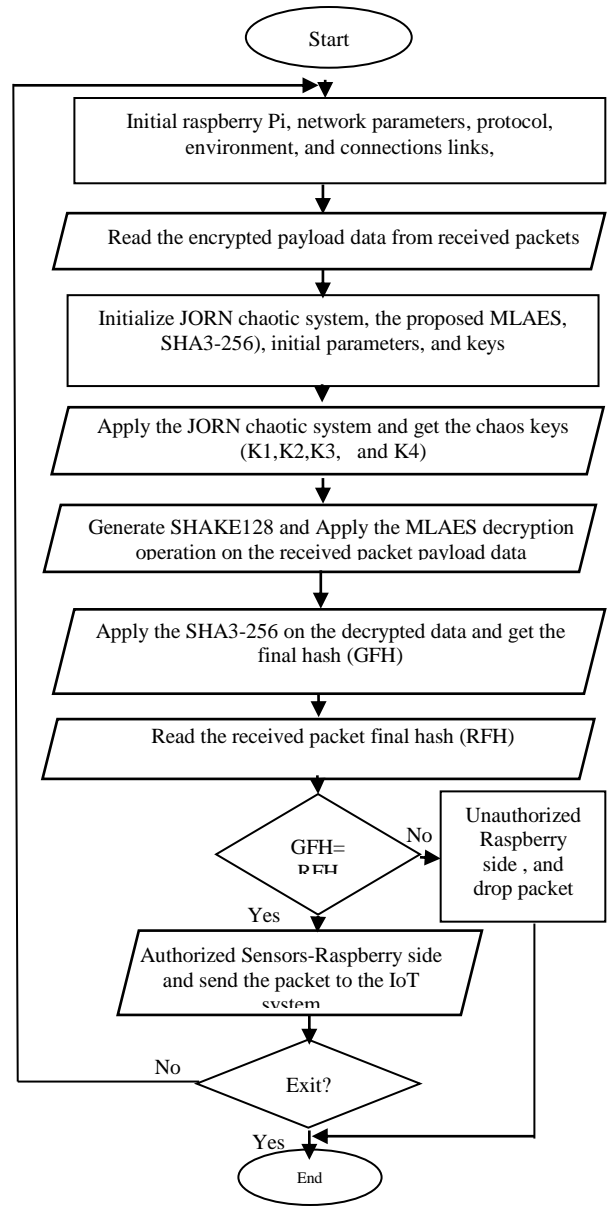 Start
Initial raspberry Pi, network parameters, protocol,
environment, and connections links,
Read the encrypted payload data from received packets
Initialize JORN chaotic system, the proposed MLAES,
SHA3-256), initial parameters, and keys
Apply the JORN chaotic system and get the chaos keys
(K1,K2,K3, and K4)
Generate SHAKE128 and Apply the MLAES decryption
operation on the received packet payload data
Apply the SHA3-256 on the decrypted data and get the
final hash (GFH)
Read the received packet final hash (RFH)
GFH=
RFH
No
Unauthorized
Raspberry
side , and
drop packet
Yes
Authorized Sensors-Raspberry side
and send the packet to the IoT
system
No
Exit?
Yes
End